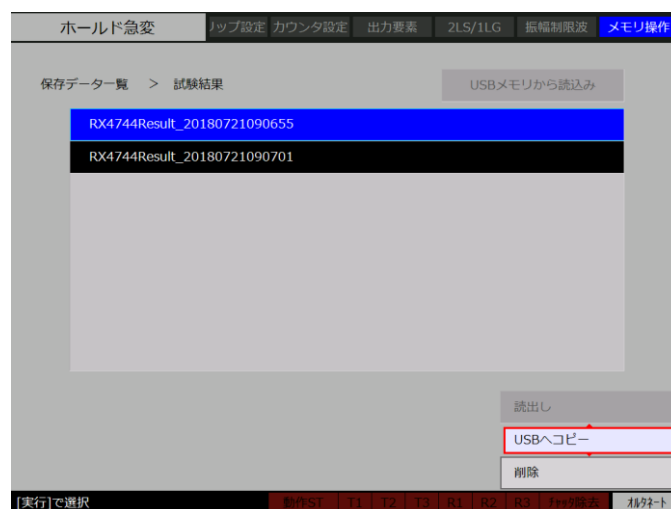 ホールド急変 リップ設定 カウンタ設定 出力要素 2LS/1LG 振幅制限波 メモリ操作
保存データ一覧 > 試験結果 USBメモリから読込み
RX4744Result_20180721090655
RX4744Result_20180721090701
読出し
USBへコピー
削除
[実行]で選択 動作ST T1 T2 T3 R1 R2 R3 ﾁｬﾀﾘ除去 ｵﾙﾀﾈｰﾄ